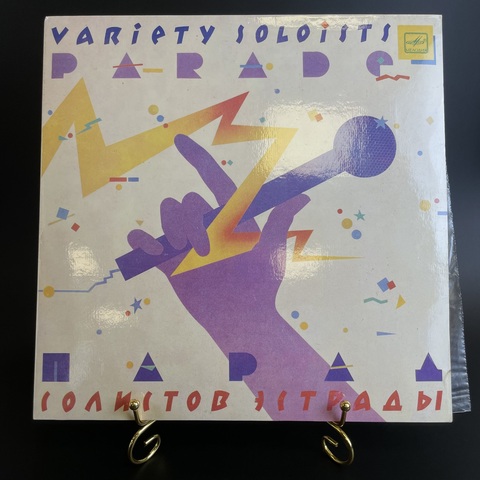 VARIETY SOLOISTS
PARADE
ПАРАД
СОЛИСТОВ ЭСТРАДЫ